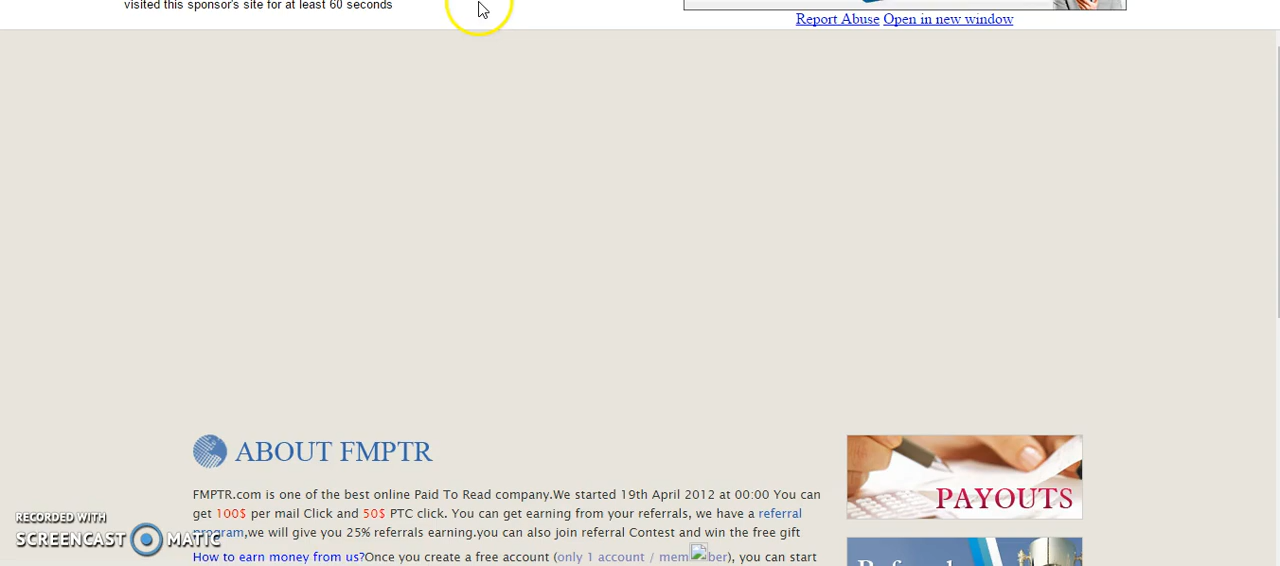 visited this sponsor's site for at least 60 seconds
Report Abuse Open in new window
ABOUT FMPTR
FMPTR.com is one of the best online Paid To Read company.We started 19th April 2012 at 00:00 You can
get 100$ per mail Click and 50$ PTC click. You can get earning from your referrals, we have a referral
program,we will give you 25% referrals earning.you can also join referral Contest and win the free gift
How to earn money from us?Once you create a free account (only 1 account / member), you can start
PAYOUTS
RECORDED WITH
SCREENCAST MATIC